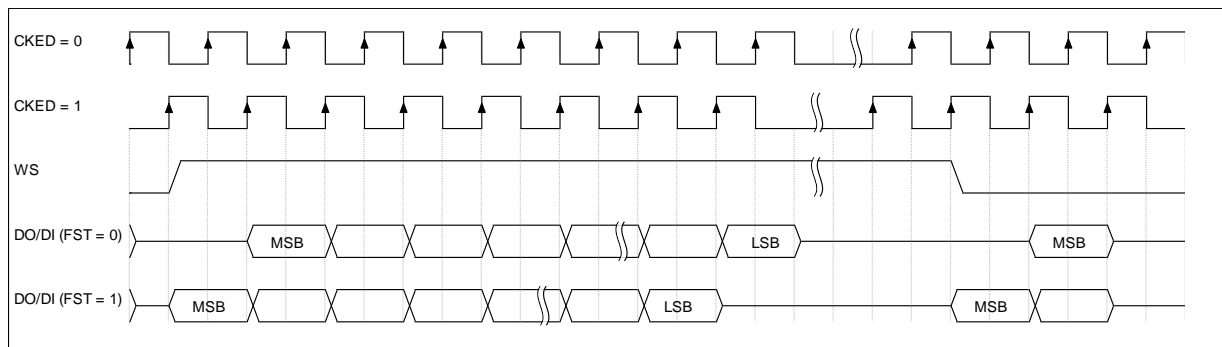 CKED = 0
CKED = 1
WS
DO/DI (FST = 0)
MSB
LSB
MSB
DO/DI (FST = 1)
MSB
LSB
MSB